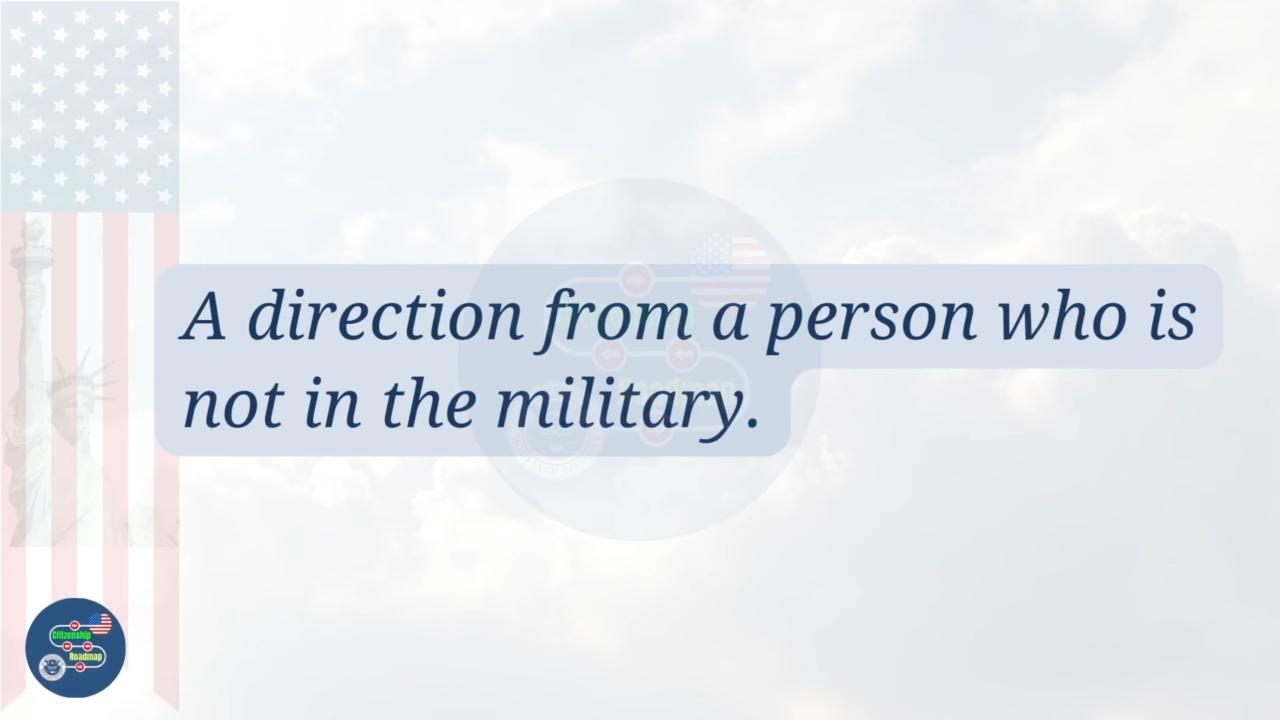 A direction from a person who is
not in the military.
Citizenship
Roadmap